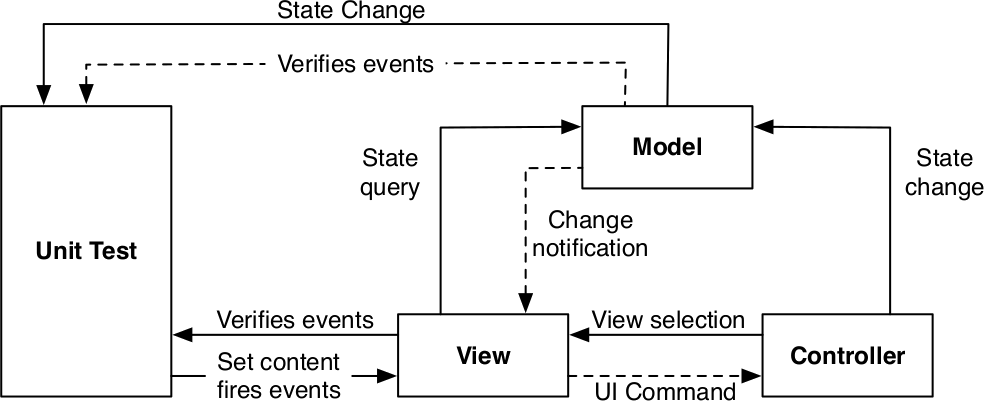 State Change
Verifies events
Model
State
query
State
change
Change
notification
Unit Test
Verifies events
View selection
Set content
fires events
View
Controller
UI Command